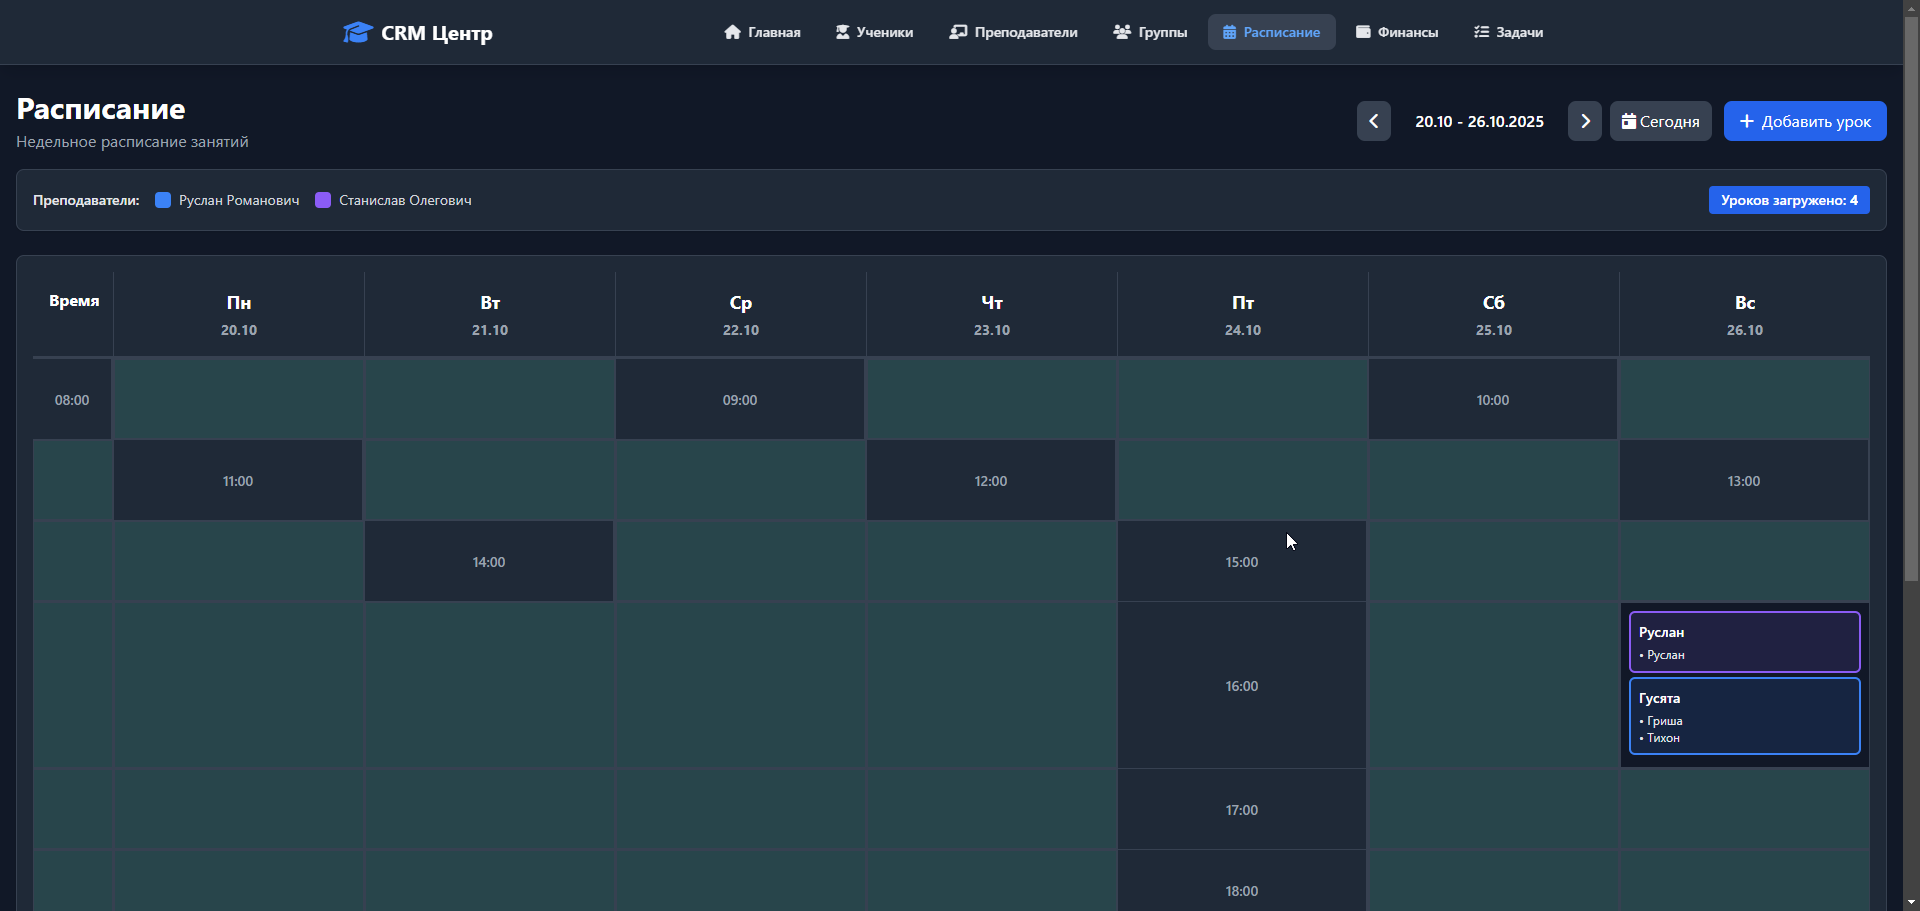 CRM Центр
Главная
Ученики
Преподаватели
Группы
Расписание
Финансы
Задачи
Расписание
Недельное расписание занятий
20.10 - 26.10.2025
Сегодня
Добавить урок
Преподаватели:
Руслан Романович
Станислав Олегович
Уроков загружено: 4
Время
Пн
20.10
Вт
21.10
Ср
22.10
Чт
23.10
Пт
24.10
Сб
25.10
Вс
26.10
08:00
09:00
10:00
11:00
12:00
13:00
14:00
15:00
16:00
Руслан
• Руслан
Гусята
• Гриша
• Тихон
17:00
18:00